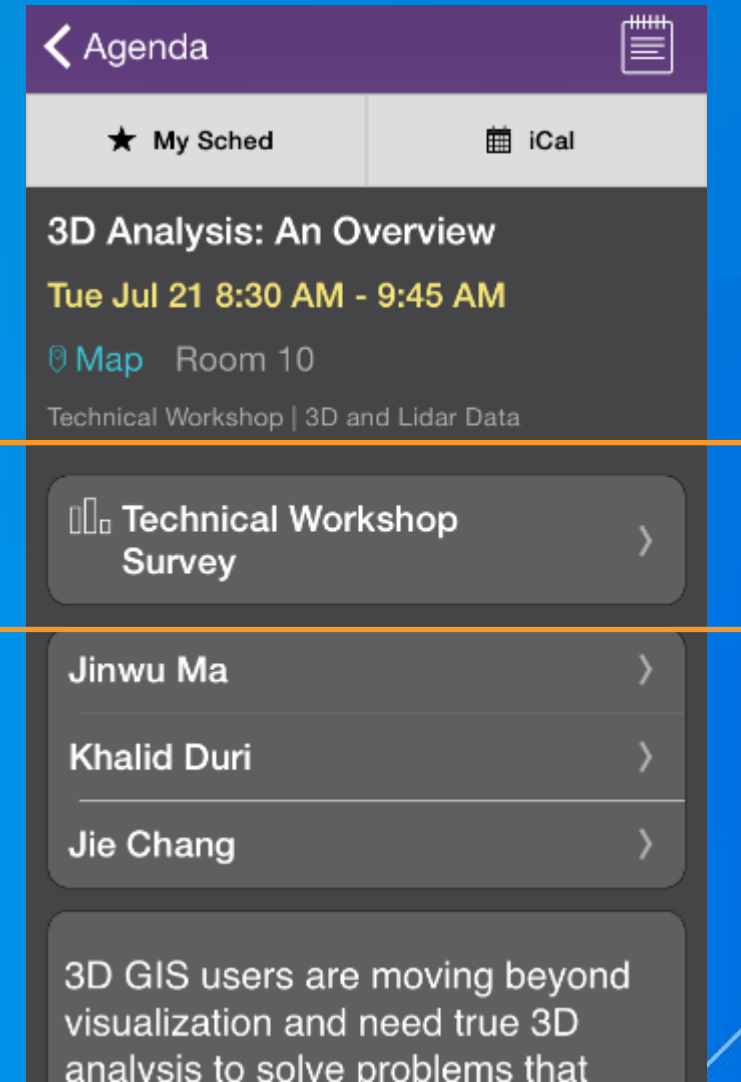 Agenda
My Sched
iCal
3D Analysis: An Overview
Tue Jul 21 8:30 AM - 9:45 AM
Map Room 10
Technical Workshop | 3D and Lidar Data
Technical Workshop
Survey
Jinwu Ma
Khalid Duri
Jie Chang
3D GIS users are moving beyond
visualization and need true 3D
analysis to solve problems that